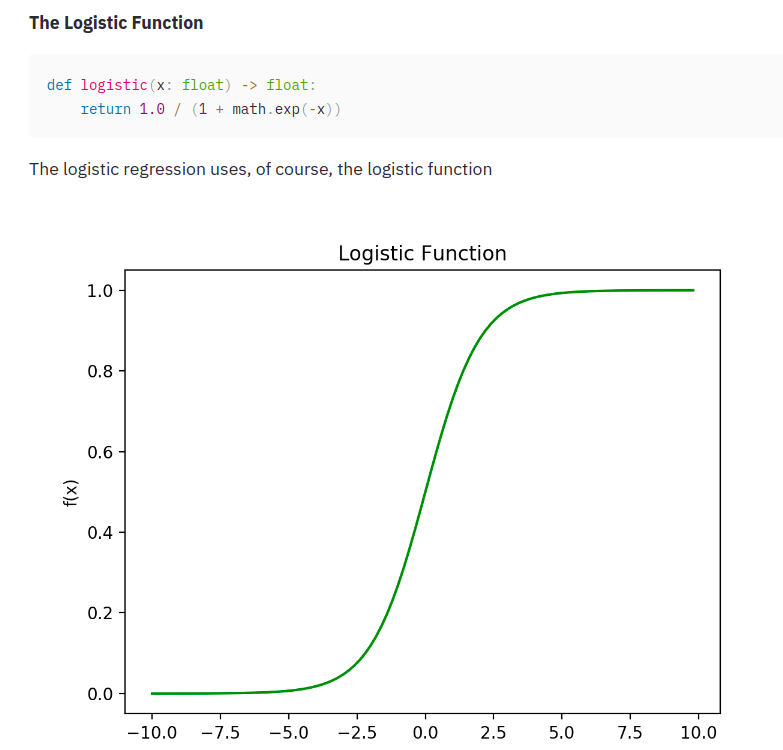 The Logistic Function
def logistic(x: float) -> float:
    return 1.0 / (1 + math.exp(-x))
The logistic regression uses, of course, the logistic function
Logistic Function
1.0
0.8
0.6
f(x)
0.4
0.2
0.0
−10.0 −7.5 −5.0 −2.5 0.0 2.5 5.0 7.5 10.0